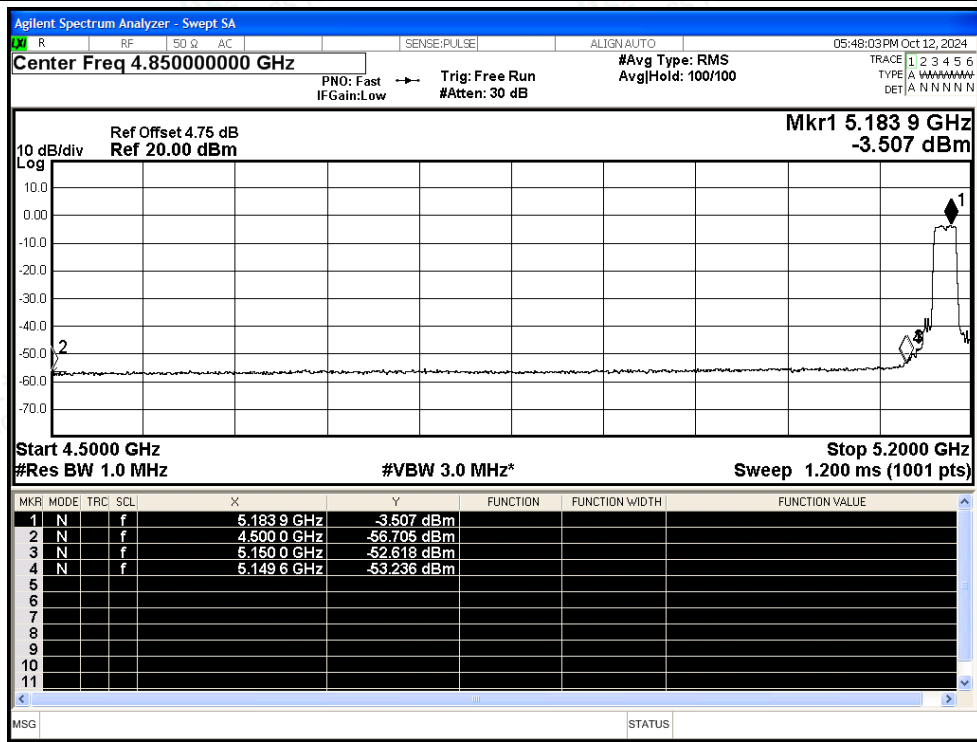 Agilent Spectrum Analyzer - Swept SA
LXI R RF 50 Ω AC SENSE:PULSE ALIGN AUTO 05:48:03 PM Oct 12, 2024
Center Freq 4.850000000 GHz #Avg Type: RMS TRACE 1 2 3 4 5 6
PNO: Fast Trig: Free Run Avg|Hold: 100/100 TYPE A WWWWWW
IFGain:Low #Atten: 30 dB DET A N N N N N
Mkr1 5.183 9 GHz
Ref Offset 4.75 dB
10 dB/div Ref 20.00 dBm -3.507 dBm
Log
10.0
1
0.00
-10.0
-20.0
-30.0
-40.0
2
-50.0
-60.0
-70.0
Start 4.5000 GHz Stop 5.2000 GHz
#Res BW 1.0 MHz #VBW 3.0 MHz* Sweep 1.200 ms (1001 pts)
MKR MODE TRC SCL X Y FUNCTION FUNCTION WIDTH FUNCTION VALUE
1 N f 5.183 9 GHz -3.507 dBm
2 N f 4.500 0 GHz -56.705 dBm
3 N f 5.150 0 GHz -52.618 dBm
4 N f 5.149 6 GHz -53.236 dBm
5
6
7
8
9
10
11
MSG STATUS